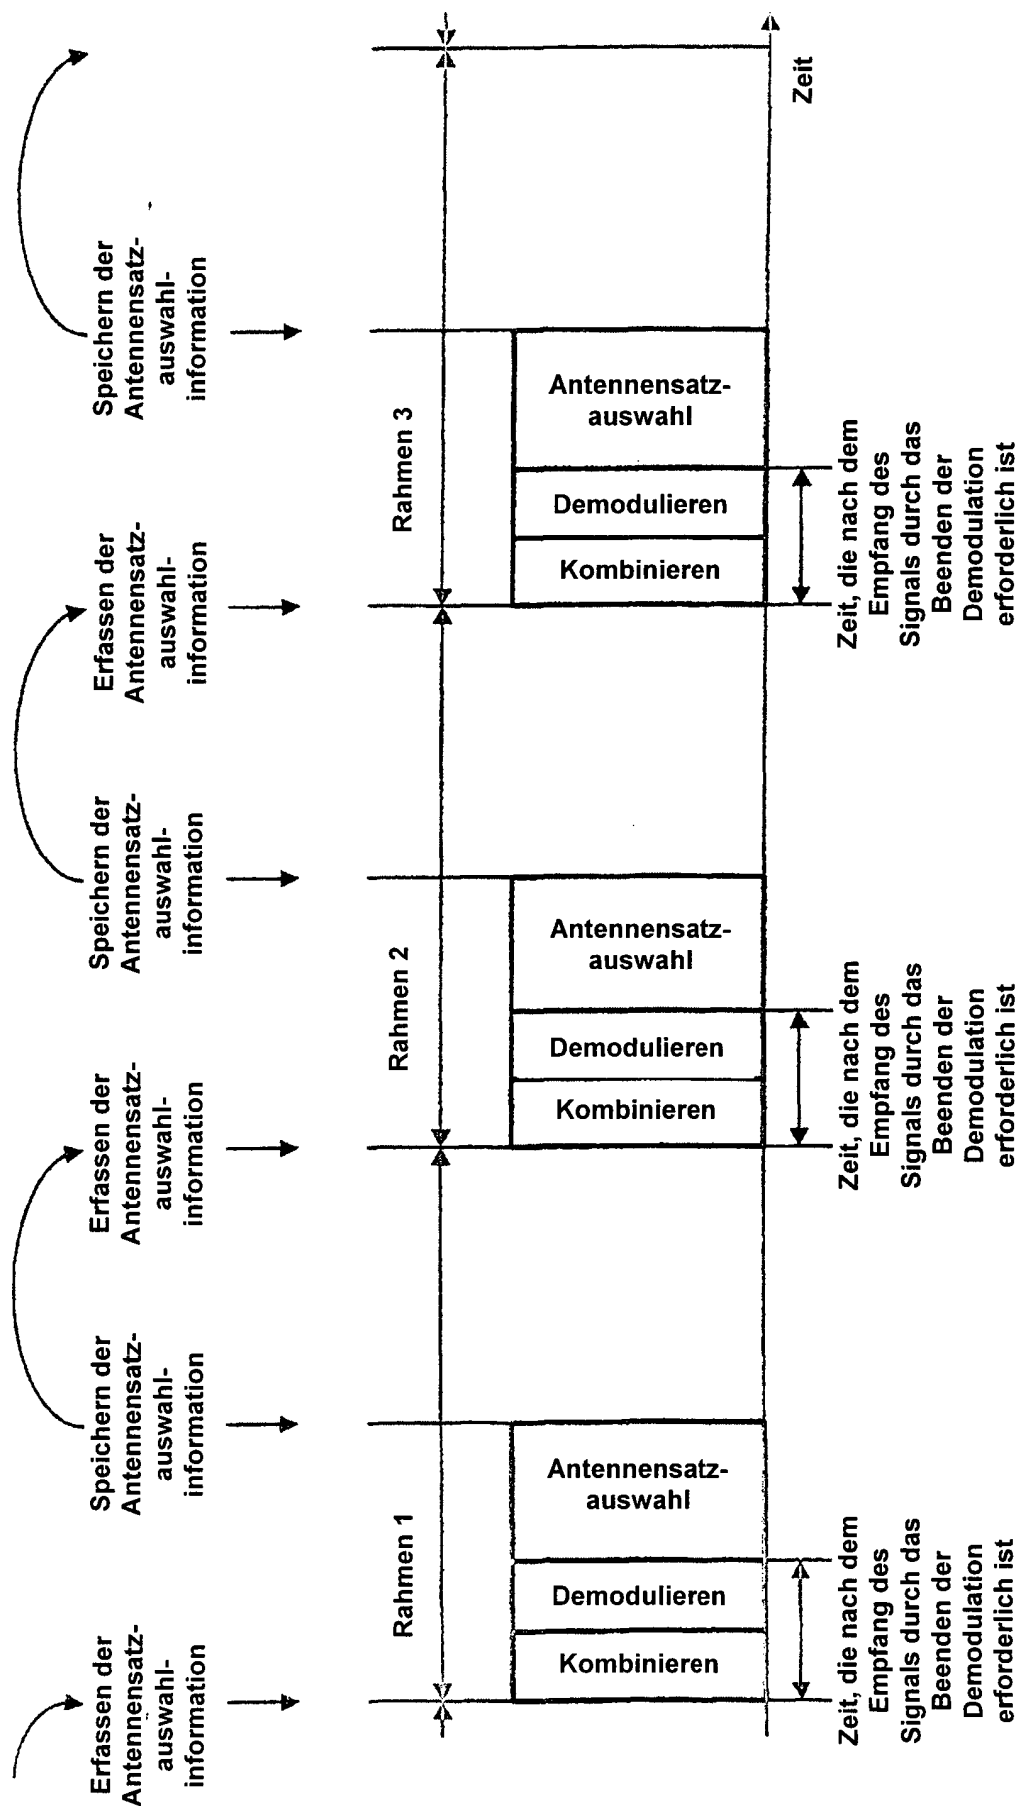 Erfassen der
Antennensatz-
auswahl-
information
Speichern der
Antennensatz-
auswahl-
information
Erfassen der
Antennensatz-
auswahl-
information
Speichern der
Antennensatz-
auswahl-
information
Erfassen der
Antennensatz-
auswahl-
information
Speichern der
Antennensatz-
auswahl-
information
Rahmen 1
Rahmen 2
Rahmen 3
Kombinieren
Demodulieren
Antennensatz-
auswahl
Kombinieren
Demodulieren
Antennensatz-
auswahl
Kombinieren
Demodulieren
Antennensatz-
auswahl
Zeit
Zeit, die nach dem
Empfang des
Signals durch das
Beenden der
Demodulation
erforderlich ist
Zeit, die nach dem
Empfang des
Signals durch das
Beenden der
Demodulation
erforderlich ist
Zeit, die nach dem
Empfang des
Signals durch das
Beenden der
Demodulation
erforderlich ist